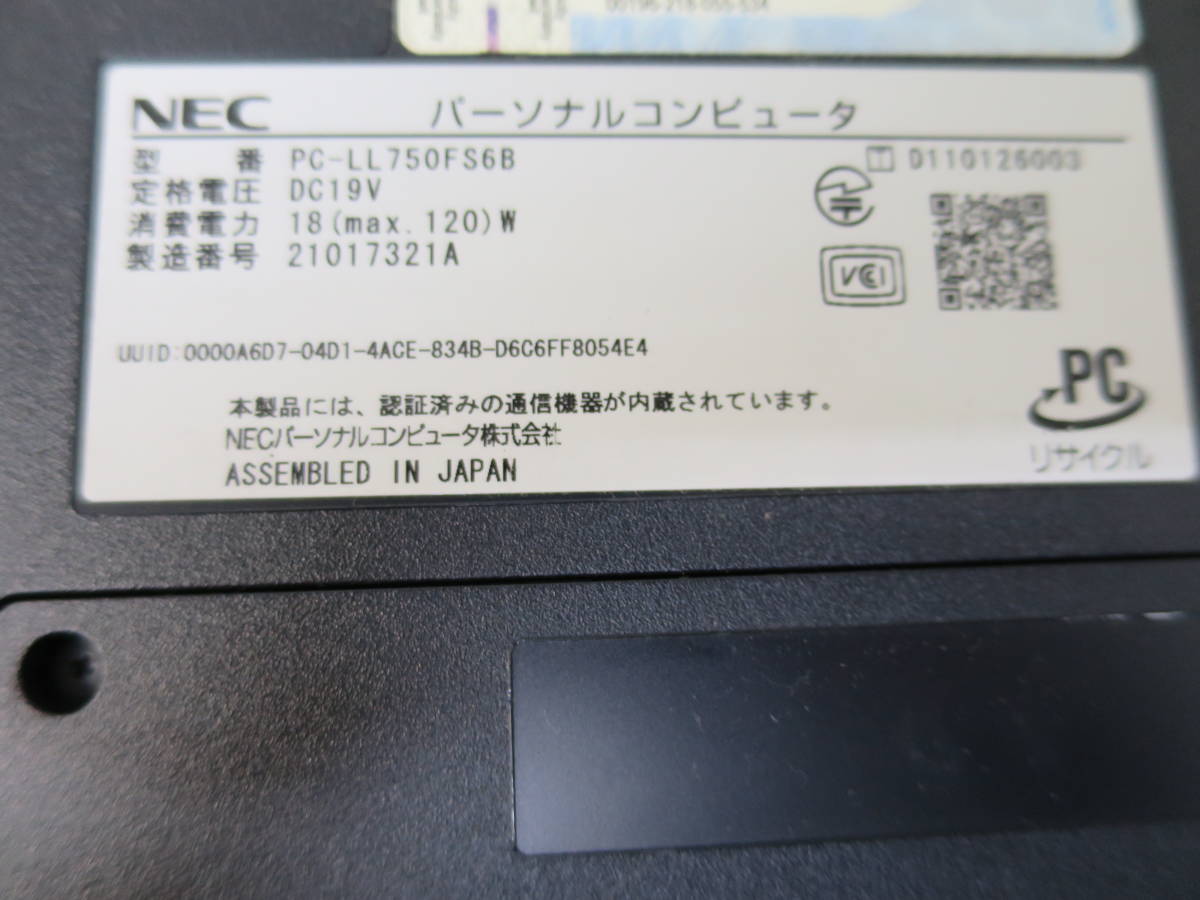 NEC パーソナルコンピュータ
型 番 PC-LL750FS6B
T D110126003
定格電圧 DC19V
消費電力 18(max.120)W
製造番号 21017321A
VCI
UUID:0000A6D7-04D1-4ACE-834B-D6C6FF8054E4
本製品には、認証済みの通信機器が内蔵されています。
NECパーソナルコンピュータ株式会社
ASSEMBLED IN JAPAN
PC
リサイクル